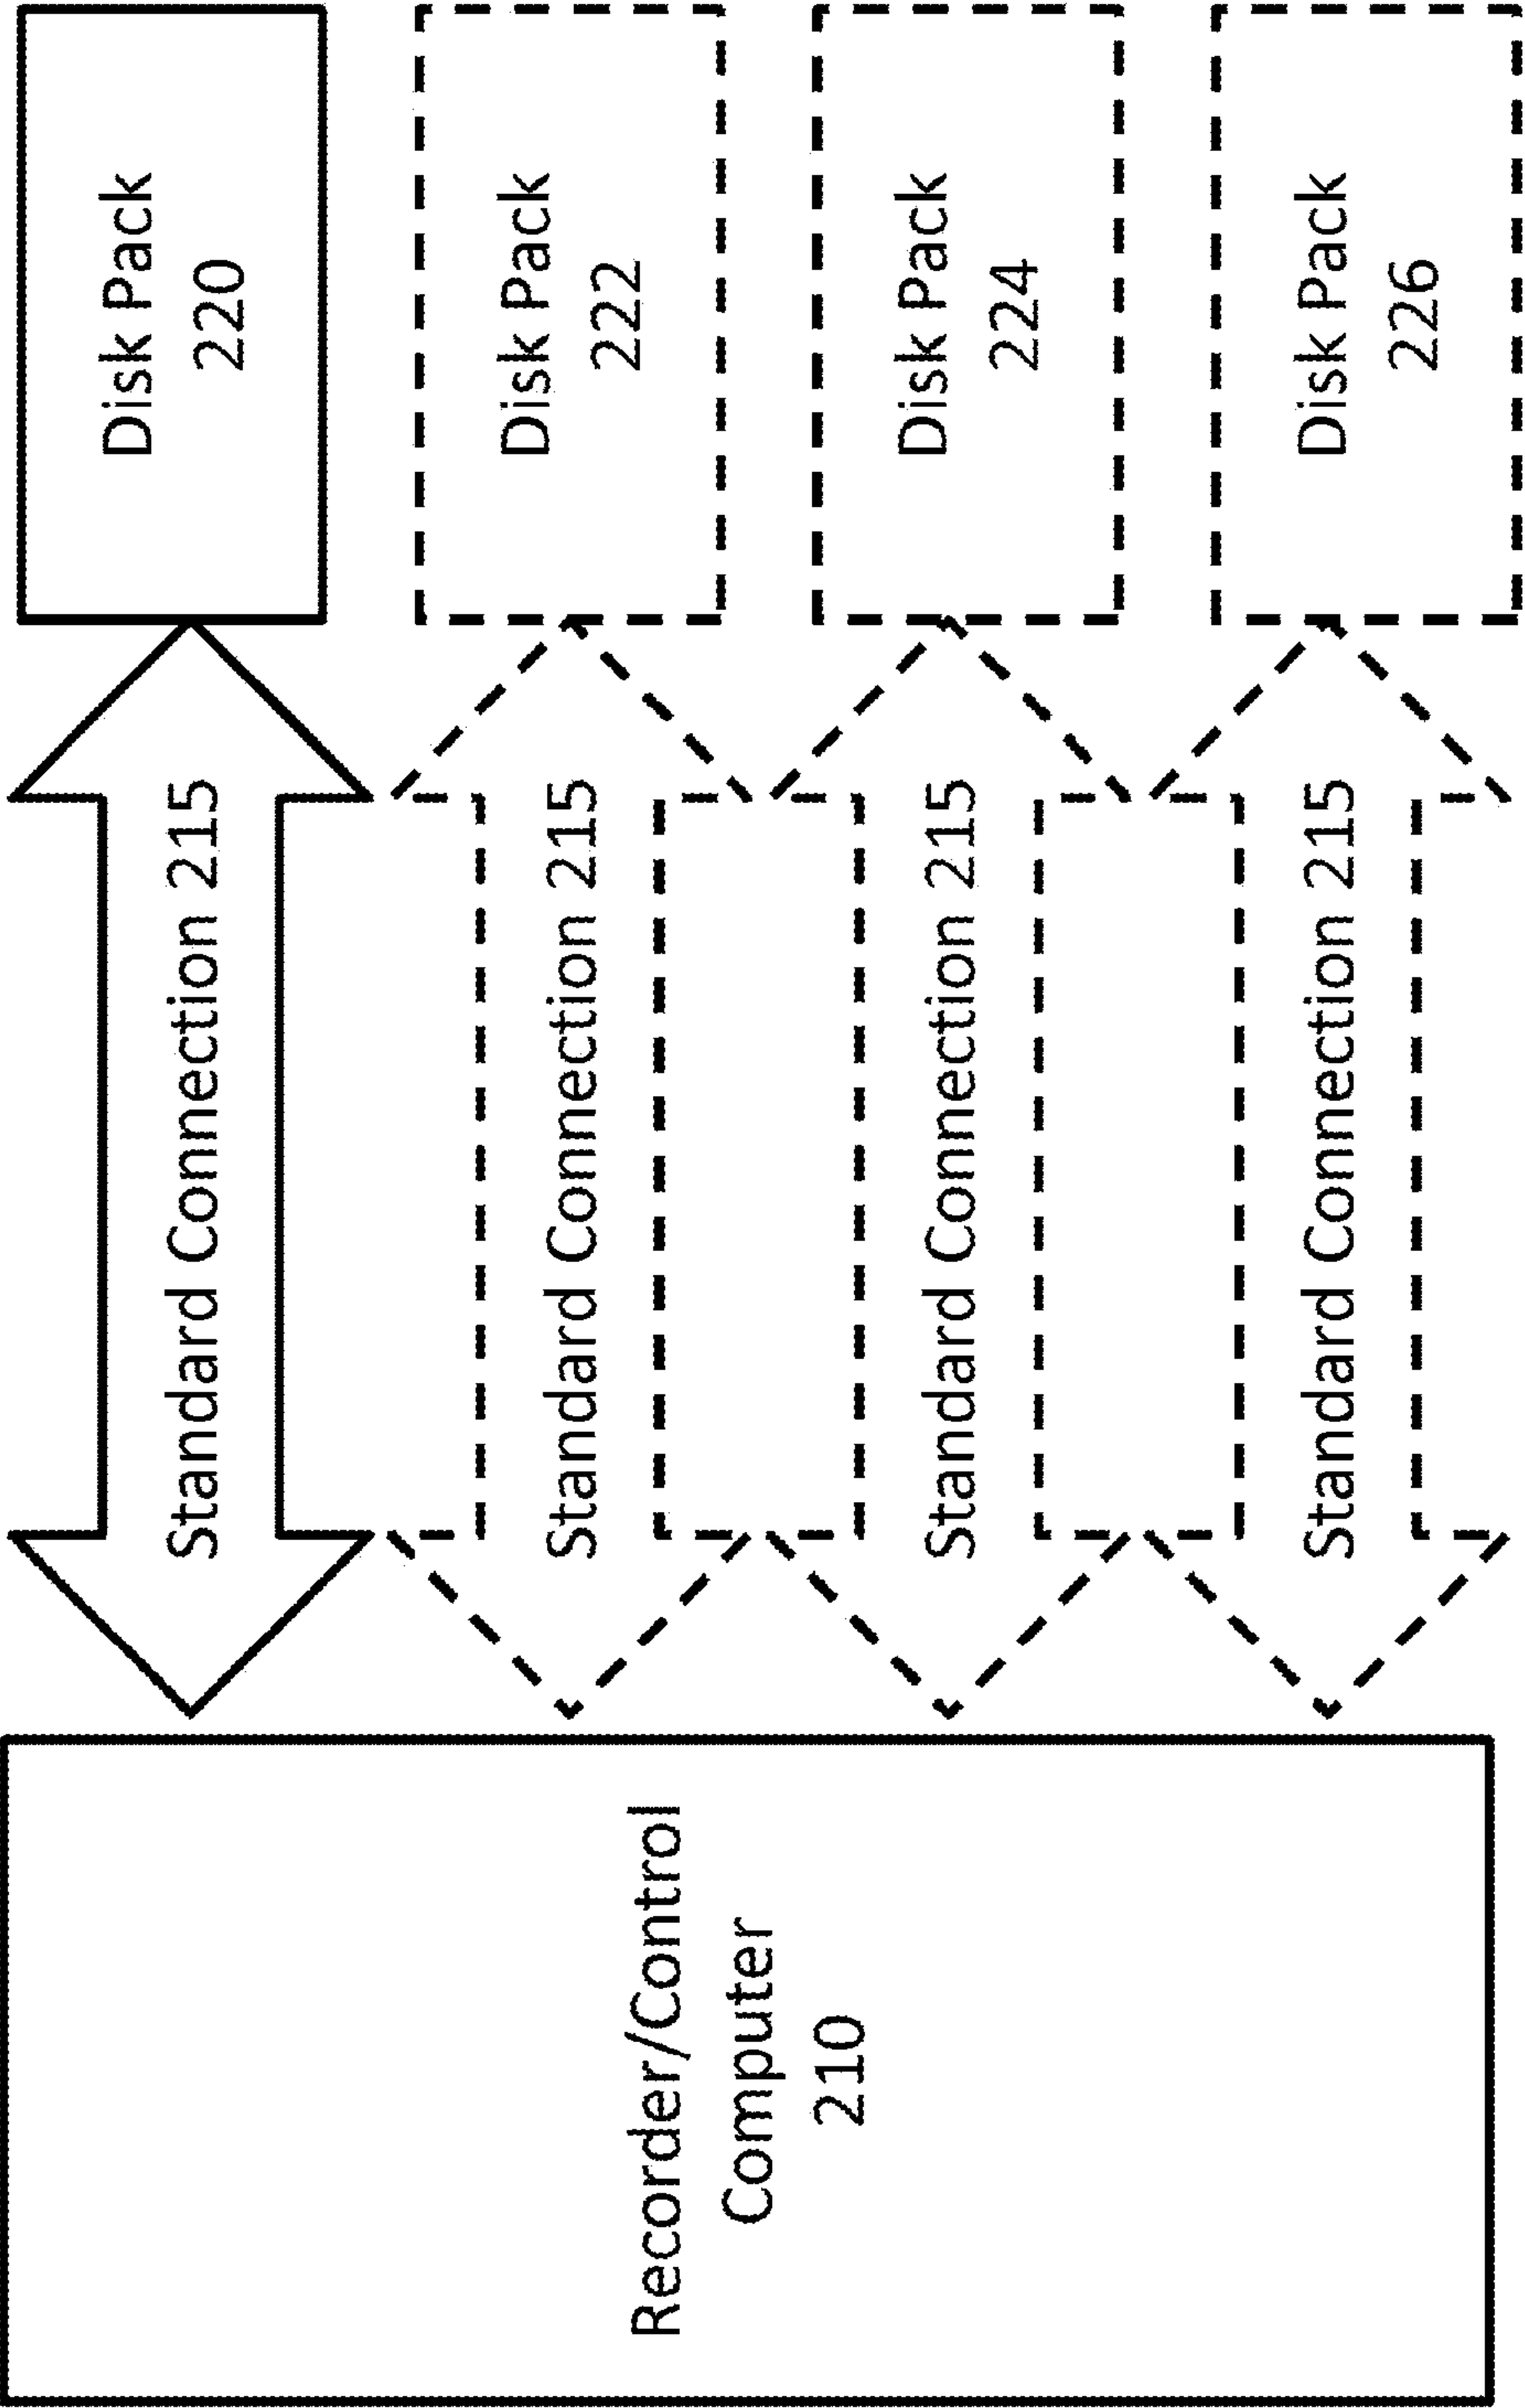 Recorder/Control
Computer
210
Standard Connection 215
Disk Pack
220
Standard Connection 215
Disk Pack
222
Standard Connection 215
Disk Pack
224
Standard Connection 215
Disk Pack
226